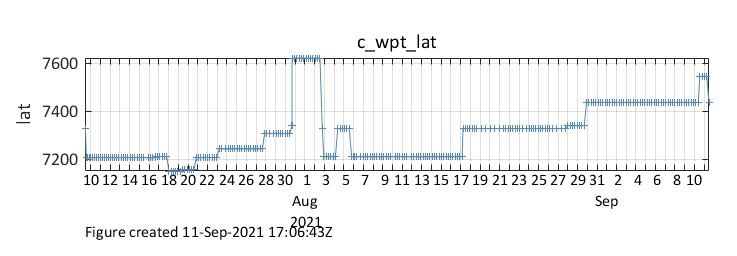 c_wpt_lat
7600
7400
7200
lat
10 12 14 16 18 20 22 24 26 28 30 1 3 5 7 9 11 13 15 17 19 21 23 25 27 29 31 2 4 6 8 10
Aug Sep
2021
Figure created 11-Sep-2021 17:06:43Z